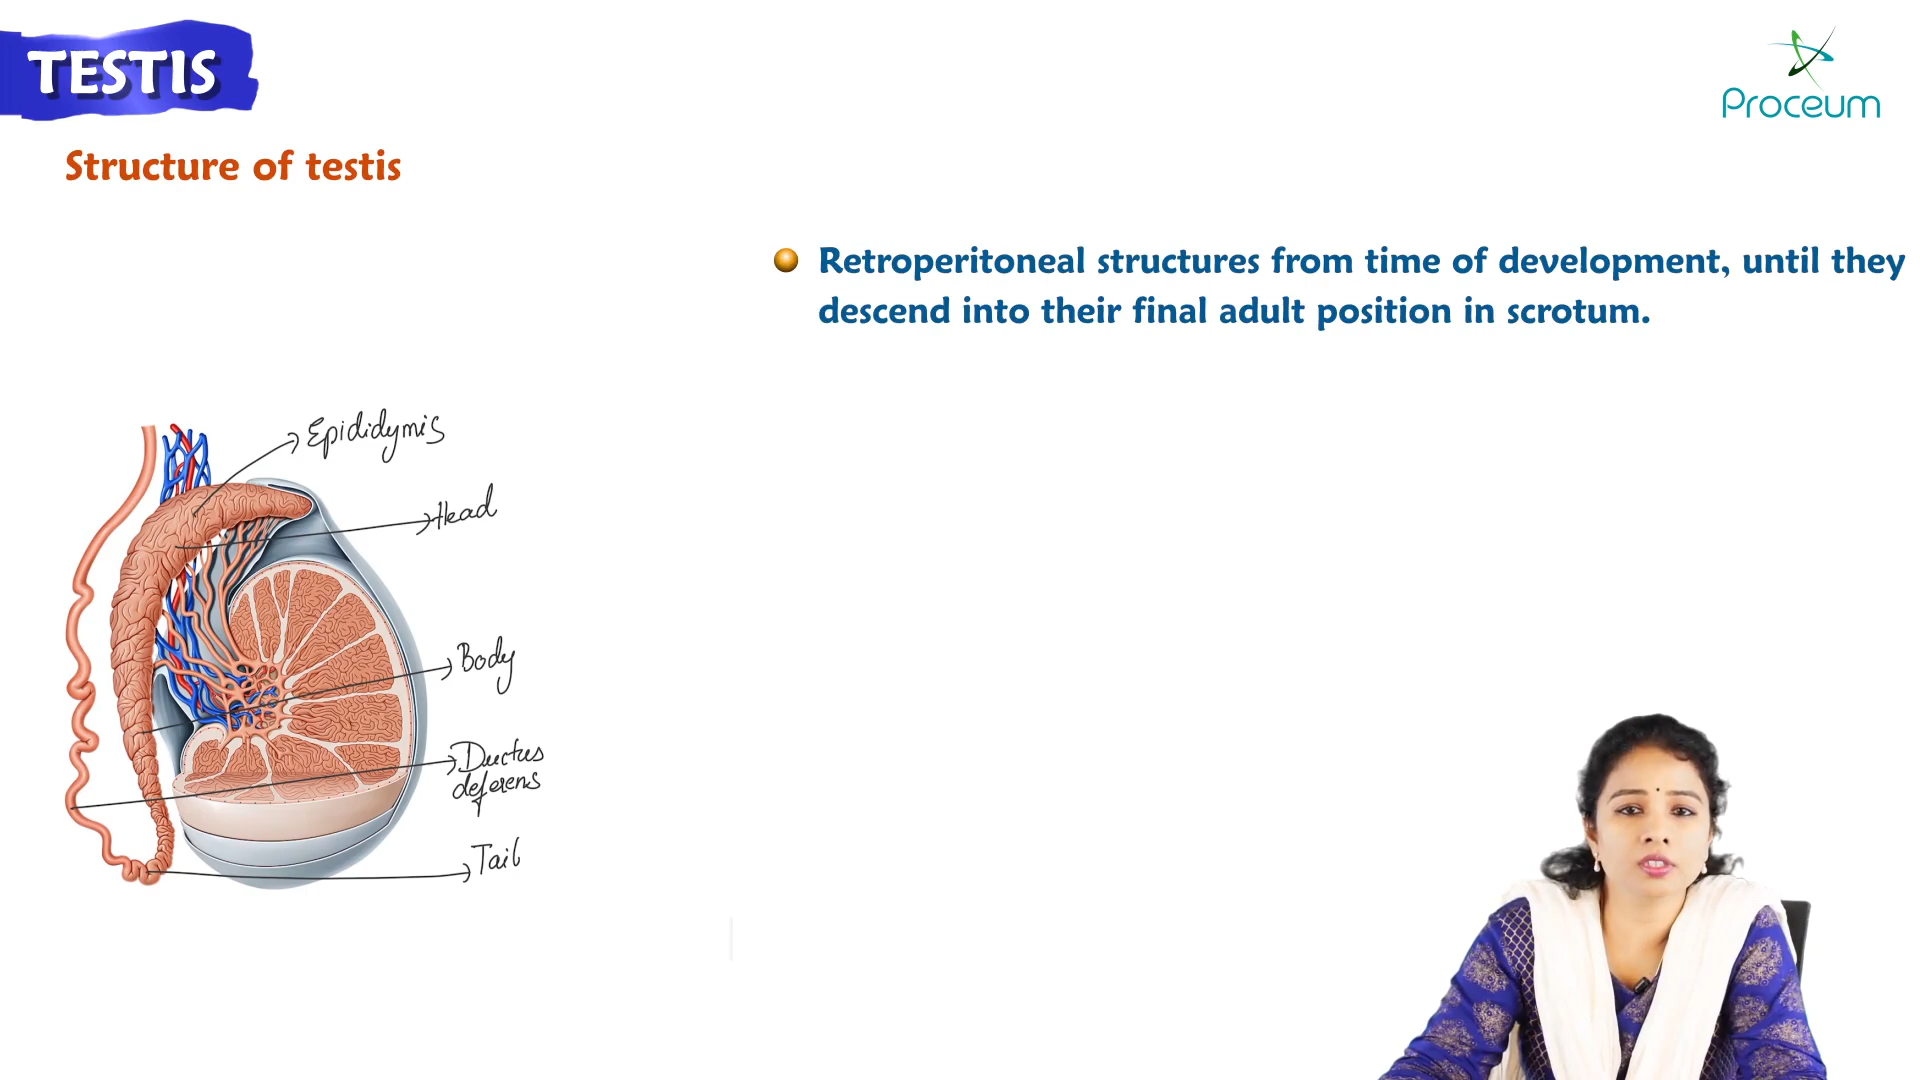 TESTIS
Proceum
Structure of testis
Retroperitoneal structures from time of development, until they
descend into their final adult position in scrotum.
Epididymis
Head
Body
Ductus
deferens
Tail